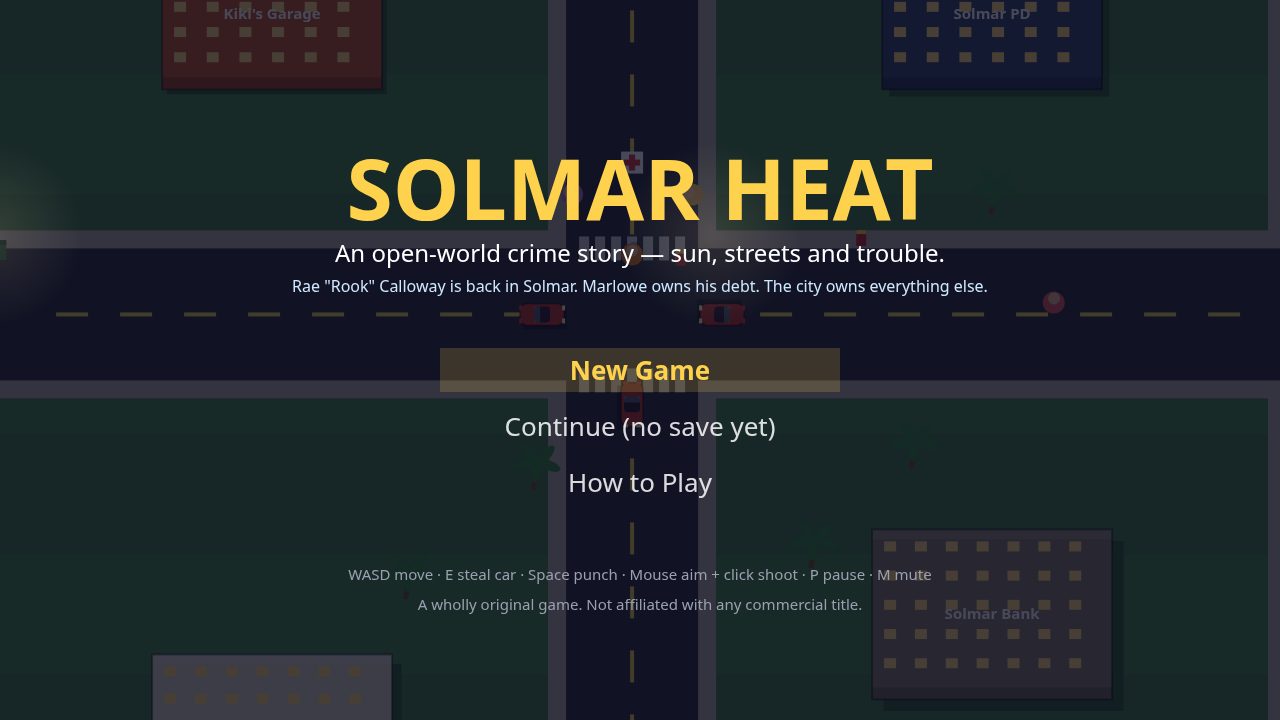 Kiki's Garage
Solmar PD
SOLMAR HEAT
An open-world crime story — sun, streets and trouble.
Rae "Rook" Calloway is back in Solmar. Marlowe owns his debt. The city owns everything else.
New Game
Continue (no save yet)
How to Play
WASD move · E steal car · Space punch · Mouse aim + click shoot · P pause · M mute
A wholly original game. Not affiliated with any commercial title.
Solmar Bank